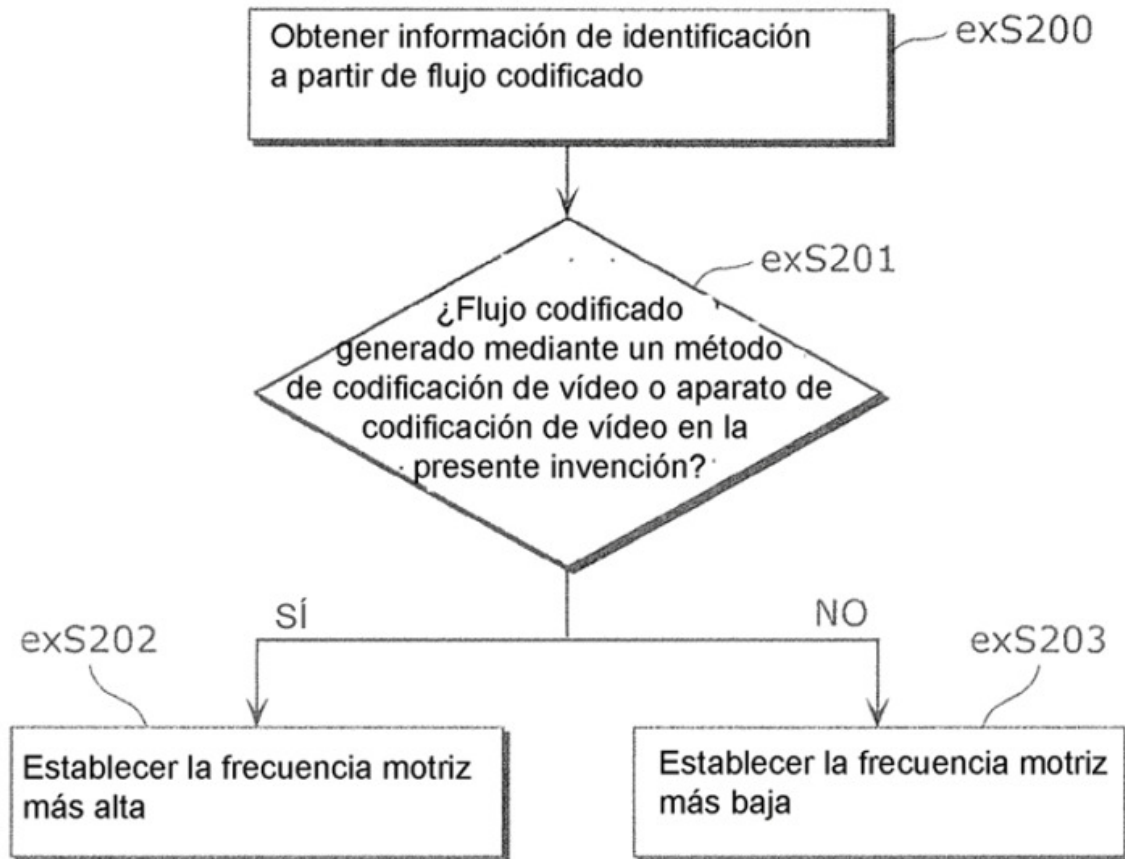 Obtener información de identificación
a partir de flujo codificado
exS200
exS201
¿Flujo codificado
generado mediante un método
de codificación de vídeo o aparato de
codificación de vídeo en la
presente invención?
SÍ
NO
exS202
exS203
Establecer la frecuencia motriz
más alta
Establecer la frecuencia motriz
más baja